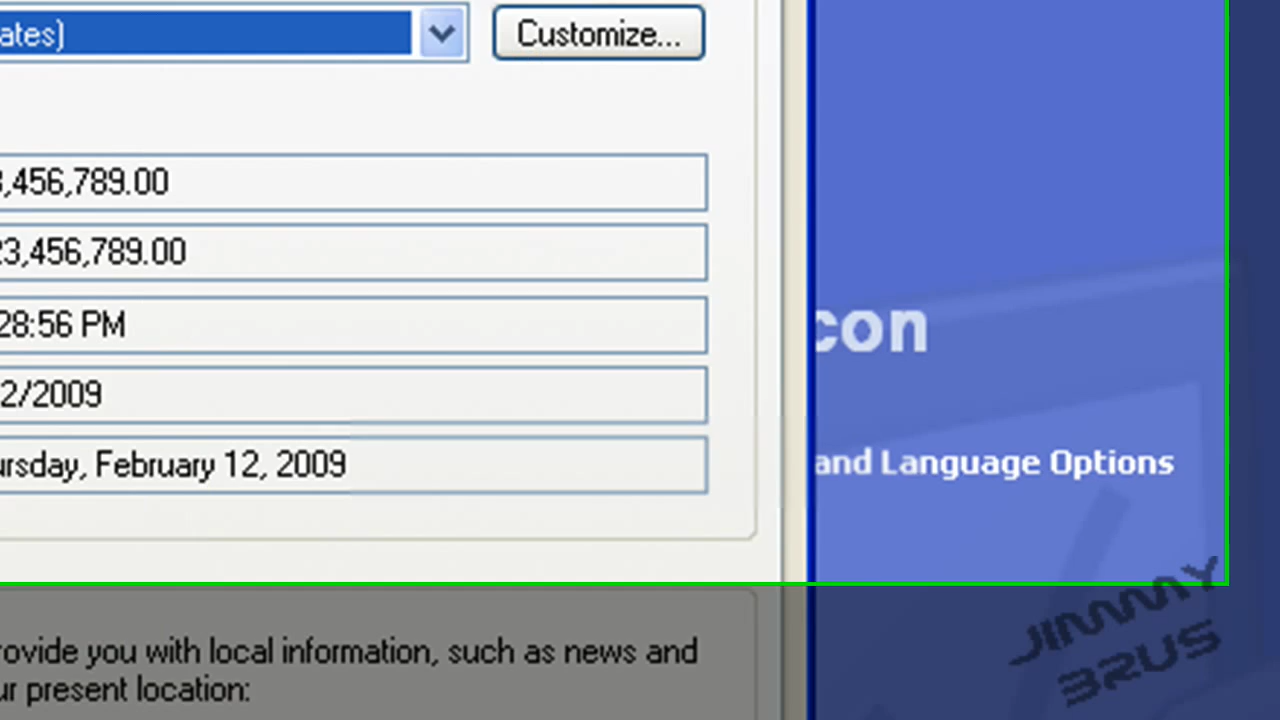 ates)
Customize...
3,456,789.00
23,456,789.00
28:56 PM
2/2009
ursday, February 12, 2009
con
and Language Options
rovide you with local information, such as news and
ur present location:
JIMMY
BRUS